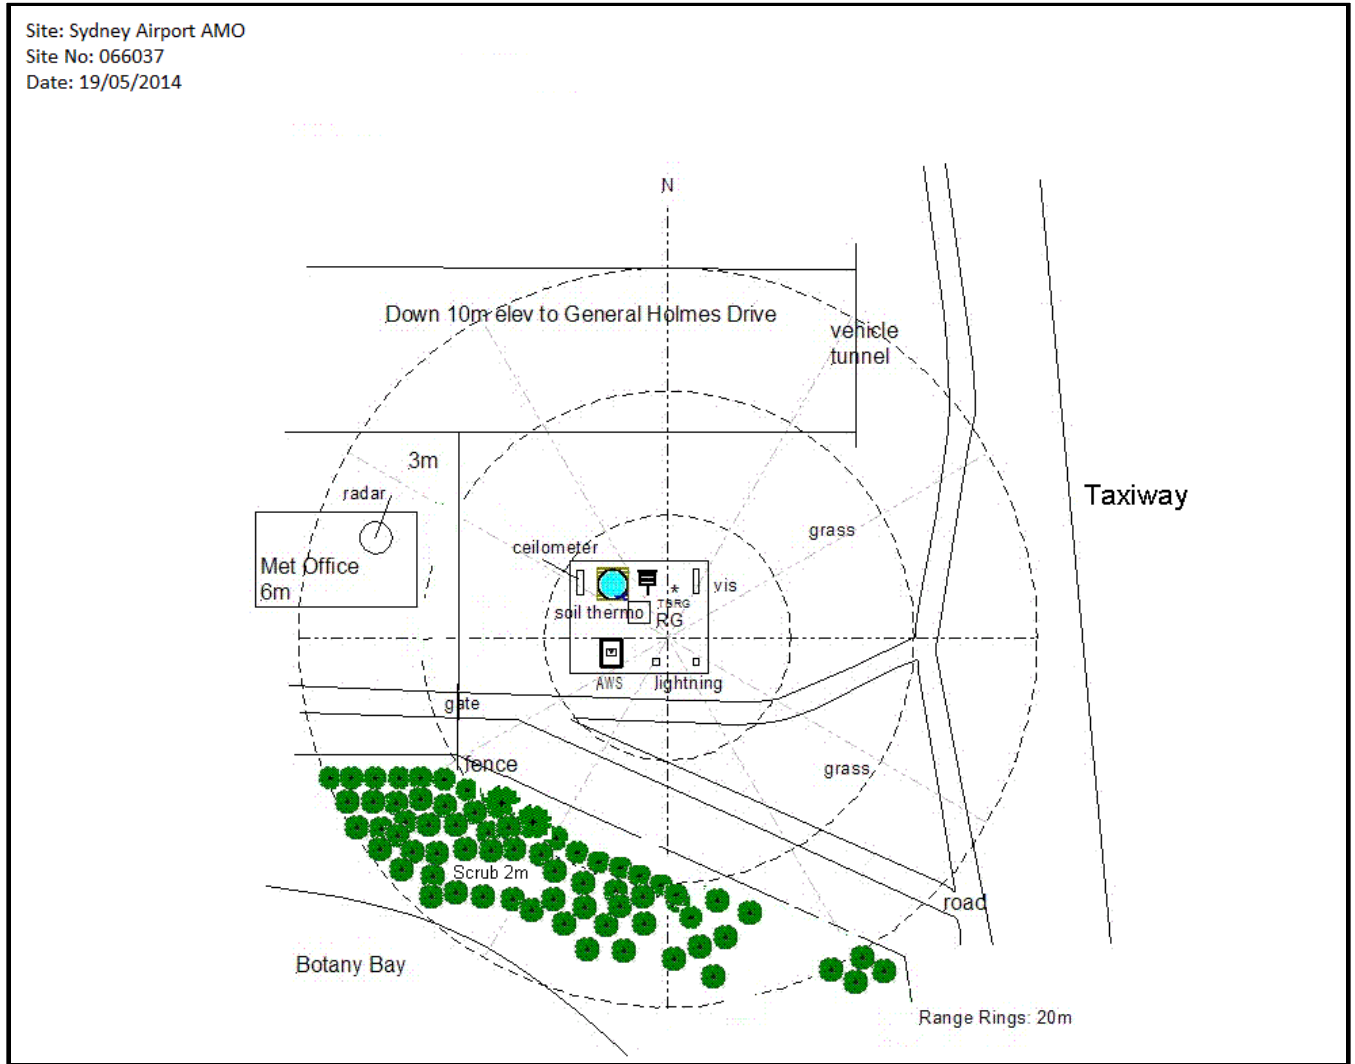 Site: Sydney Airport AMO
Site No: 066037
Date: 19/05/2014
N
Down 10m elev to General Holmes Drive
vehicle
tunnel
3m
radar
Taxiway
grass
ceilometer
Met Office
6m
vis
soil thermo
TBRG
RG
AWS
lightning
gate
fence
grass
Scrub 2m
road
Botany Bay
Range Rings: 20m